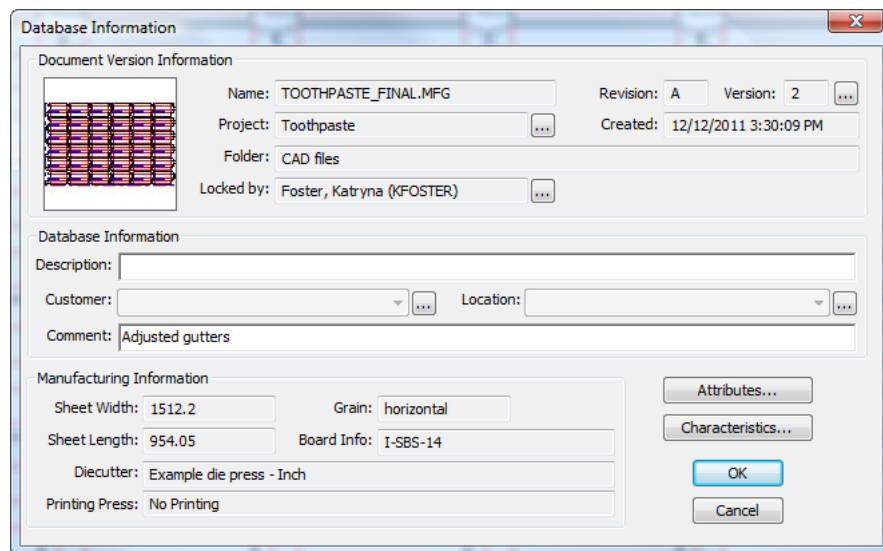 Database Information
Document Version Information
Name: TOOTHPASTE_FINAL.MFG Revision: A Version: 2 ...
Project: Toothpaste ... Created: 12/12/2011 3:30:09 PM
Folder: CAD files
Locked by: Foster, Katryna (KFOSTER) ...
Database Information
Description:
Customer: ... Location: ...
Comment: Adjusted gutters
Manufacturing Information
Sheet Width: 1512.2 Grain: horizontal
Sheet Length: 954.05 Board Info: I-SBS-14
Diecutter: Example die press - Inch
Printing Press: No Printing
Attributes...
Characteristics...
OK
Cancel